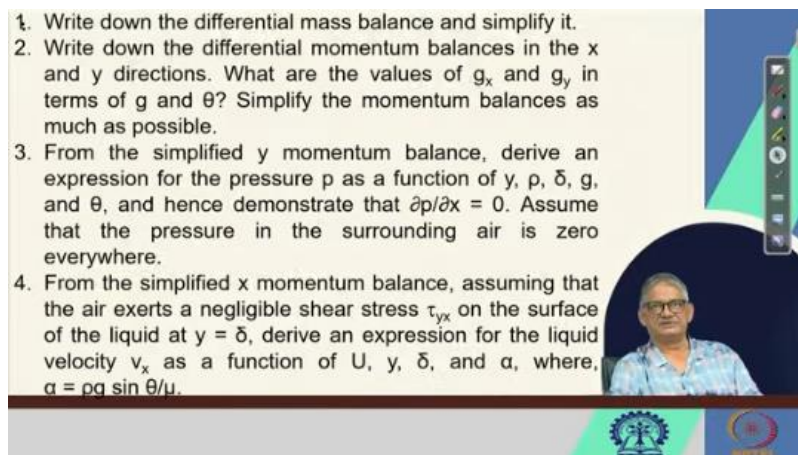 1. Write down the differential mass balance and simplify it.
2. Write down the differential momentum balances in the x
and y directions. What are the values of gₓ and gᵧ in
terms of g and θ? Simplify the momentum balances as
much as possible.
3. From the simplified y momentum balance, derive an
expression for the pressure p as a function of y, ρ, δ, g,
and θ, and hence demonstrate that ∂p/∂x = 0. Assume
that the pressure in the surrounding air is zero
everywhere.
4. From the simplified x momentum balance, assuming that
the air exerts a negligible shear stress τyx on the surface
of the liquid at y = δ, derive an expression for the liquid
velocity vₓ as a function of U, y, δ, and α, where,
α = ρg sin θ/μ.